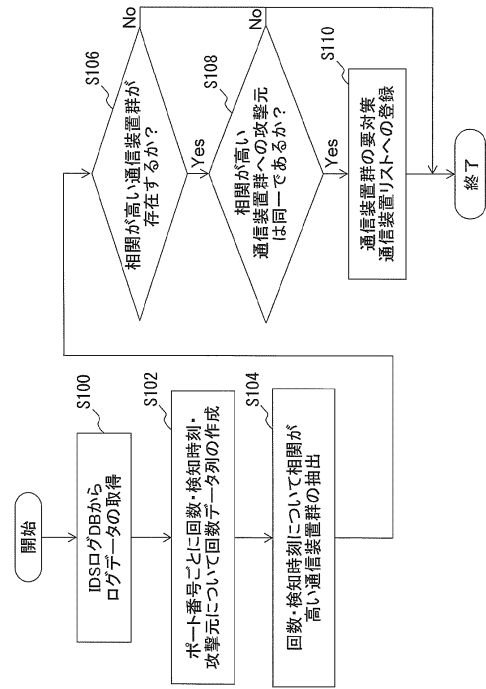 開始
S100
IDSログDBから
ログデータの取得
S102
ポート番号ごとに回数・検知時刻・
攻撃元について回数データ列の作成
S104
回数・検知時刻について相関が
高い通信装置群の抽出
S106
相関が高い通信装置群が
存在するか?
No
Yes
S108
相関が高い
通信装置群への攻撃元
は同一であるか?
No
Yes
S110
通信装置群の要対策
通信装置リストへの登録
終了